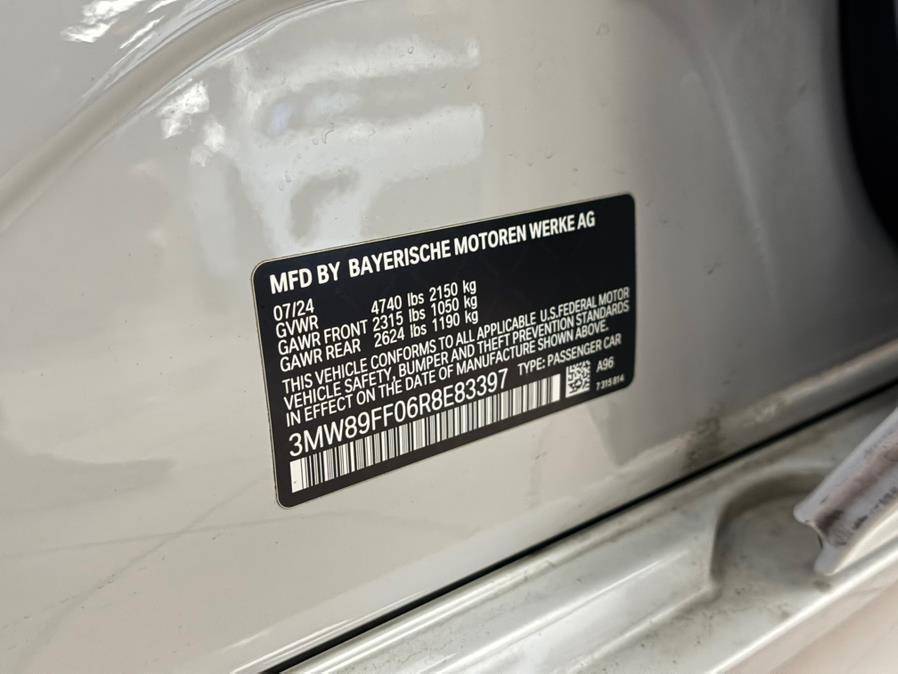 MFD BY BAYERISCHE MOTOREN WERKE AG
07/24
GVWR 4740 lbs 2150 kg
GAWR FRONT 2315 lbs 1050 kg
GAWR REAR 2624 lbs 1190 kg
THIS VEHICLE CONFORMS TO ALL APPLICABLE U.S. FEDERAL MOTOR
VEHICLE SAFETY, BUMPER AND THEFT PREVENTION STANDARDS
IN EFFECT ON THE DATE OF MANUFACTURE SHOWN ABOVE.
3MW89FF06R8E83397 TYPE: PASSENGER CAR
A96
7 315 814